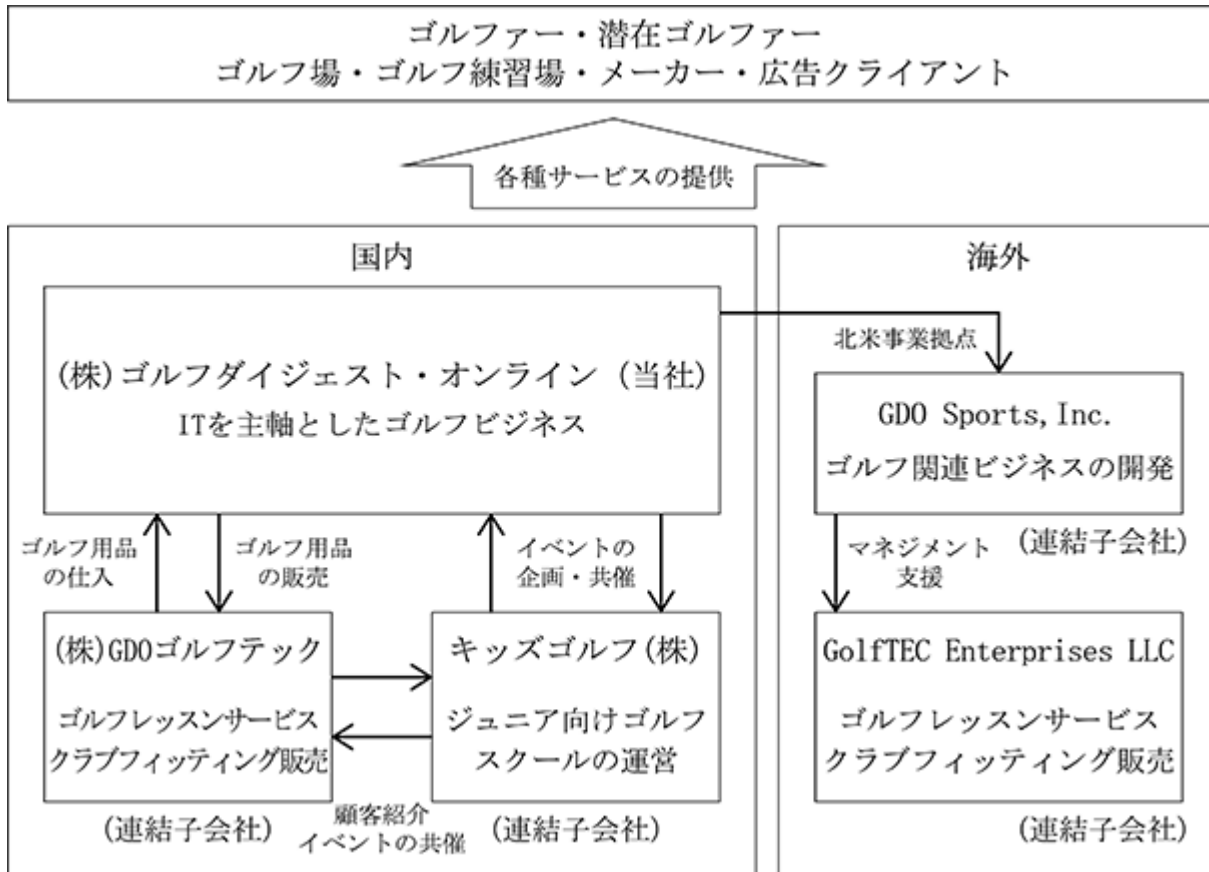 ゴルファー・潜在ゴルファー
ゴルフ場・ゴルフ練習場・メーカー・広告クライアント
各種サービスの提供
国内
(株)ゴルフダイジェスト・オンライン (当社)
ITを主軸としたゴルフビジネス
ゴルフ用品
の仕入
ゴルフ用品
の販売
イベントの
企画・共催
(株)GDOゴルフテック
ゴルフレッスンサービス
クラブフィッティング販売
(連結子会社)
キッズゴルフ(株)
ジュニア向けゴルフ
スクールの運営
(連結子会社)
顧客紹介
イベントの共催
海外
北米事業拠点
GDO Sports,Inc.
ゴルフ関連ビジネスの開発
(連結子会社)
マネジメント
支援
GolfTEC Enterprises LLC
ゴルフレッスンサービス
クラブフィッティング販売
(連結子会社)